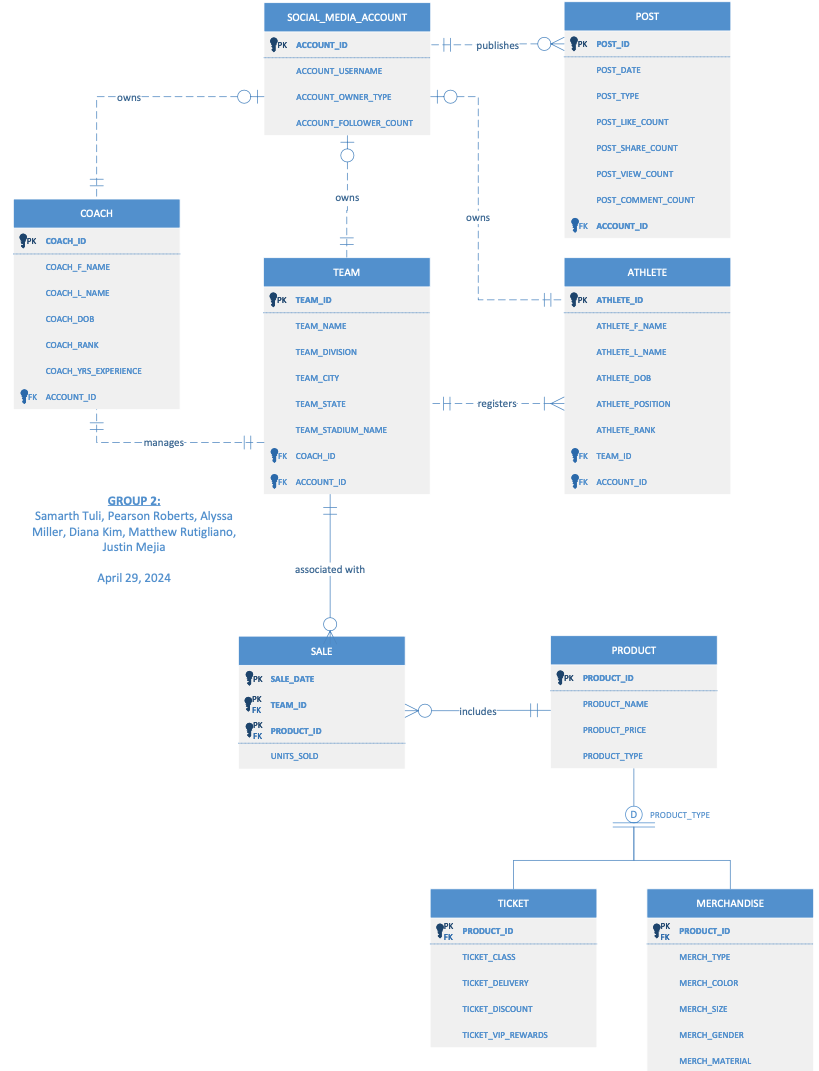 SOCIAL_MEDIA_ACCOUNT
PK ACCOUNT_ID
ACCOUNT_USERNAME
ACCOUNT_OWNER_TYPE
ACCOUNT_FOLLOWER_COUNT
publishes
POST
PK POST_ID
POST_DATE
POST_TYPE
POST_LIKE_COUNT
POST_SHARE_COUNT
POST_VIEW_COUNT
POST_COMMENT_COUNT
FK ACCOUNT_ID
owns
owns
owns
COACH
PK COACH_ID
COACH_F_NAME
COACH_L_NAME
COACH_DOB
COACH_RANK
COACH_YRS_EXPERIENCE
FK ACCOUNT_ID
manages
TEAM
PK TEAM_ID
TEAM_NAME
TEAM_DIVISION
TEAM_CITY
TEAM_STATE
TEAM_STADIUM_NAME
FK COACH_ID
FK ACCOUNT_ID
registers
ATHLETE
PK ATHLETE_ID
ATHLETE_F_NAME
ATHLETE_L_NAME
ATHLETE_DOB
ATHLETE_POSITION
ATHLETE_RANK
FK TEAM_ID
FK ACCOUNT_ID
GROUP 2:
Samarth Tuli, Pearson Roberts, Alyssa
Miller, Diana Kim, Matthew Rutigliano,
Justin Mejia
April 29, 2024
associated with
SALE
PK SALE_DATE
PK FK TEAM_ID
PK FK PRODUCT_ID
UNITS_SOLD
includes
PRODUCT
PK PRODUCT_ID
PRODUCT_NAME
PRODUCT_PRICE
PRODUCT_TYPE
D PRODUCT_TYPE
TICKET
PK FK PRODUCT_ID
TICKET_CLASS
TICKET_DELIVERY
TICKET_DISCOUNT
TICKET_VIP_REWARDS
MERCHANDISE
PK FK PRODUCT_ID
MERCH_TYPE
MERCH_COLOR
MERCH_SIZE
MERCH_GENDER
MERCH_MATERIAL